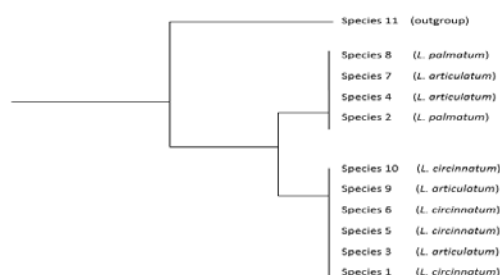 Species 11 (outgroup)
Species 8 (L. palmatum)
Species 7 (L. articulatum)
Species 4 (L. articulatum)
Species 2 (L. palmatum)
Species 10 (L. circinnatum)
Species 9 (L. articulatum)
Species 6 (L. circinnatum)
Species 5 (L. circinnatum)
Species 3 (L. articulatum)
Species 1 (L. circinnatum)